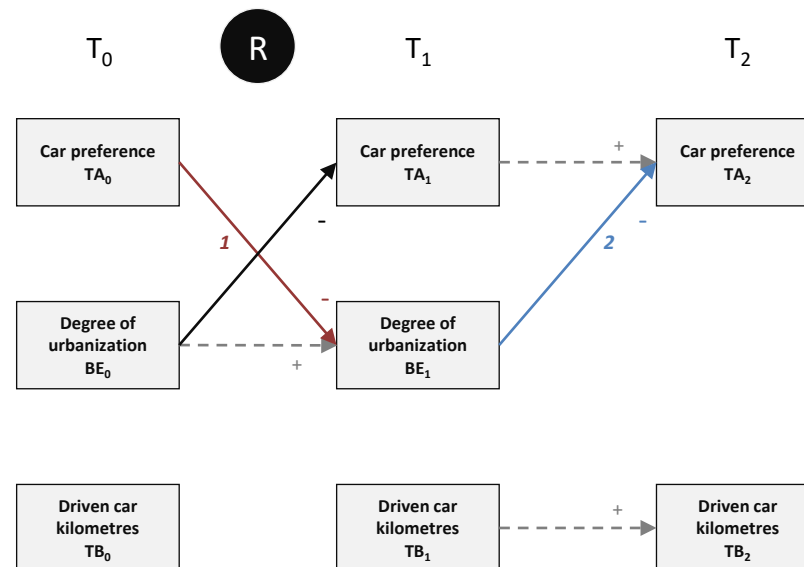 T₀ R T₁ T₂
Car preference
TA₀
Car preference
TA₁
+
Car preference
TA₂
-
-
1
2
-
Degree of
urbanization
BE₀
+
Degree of
urbanization
BE₁
Driven car
kilometres
TB₀
Driven car
kilometres
TB₁
+
Driven car
kilometres
TB₂